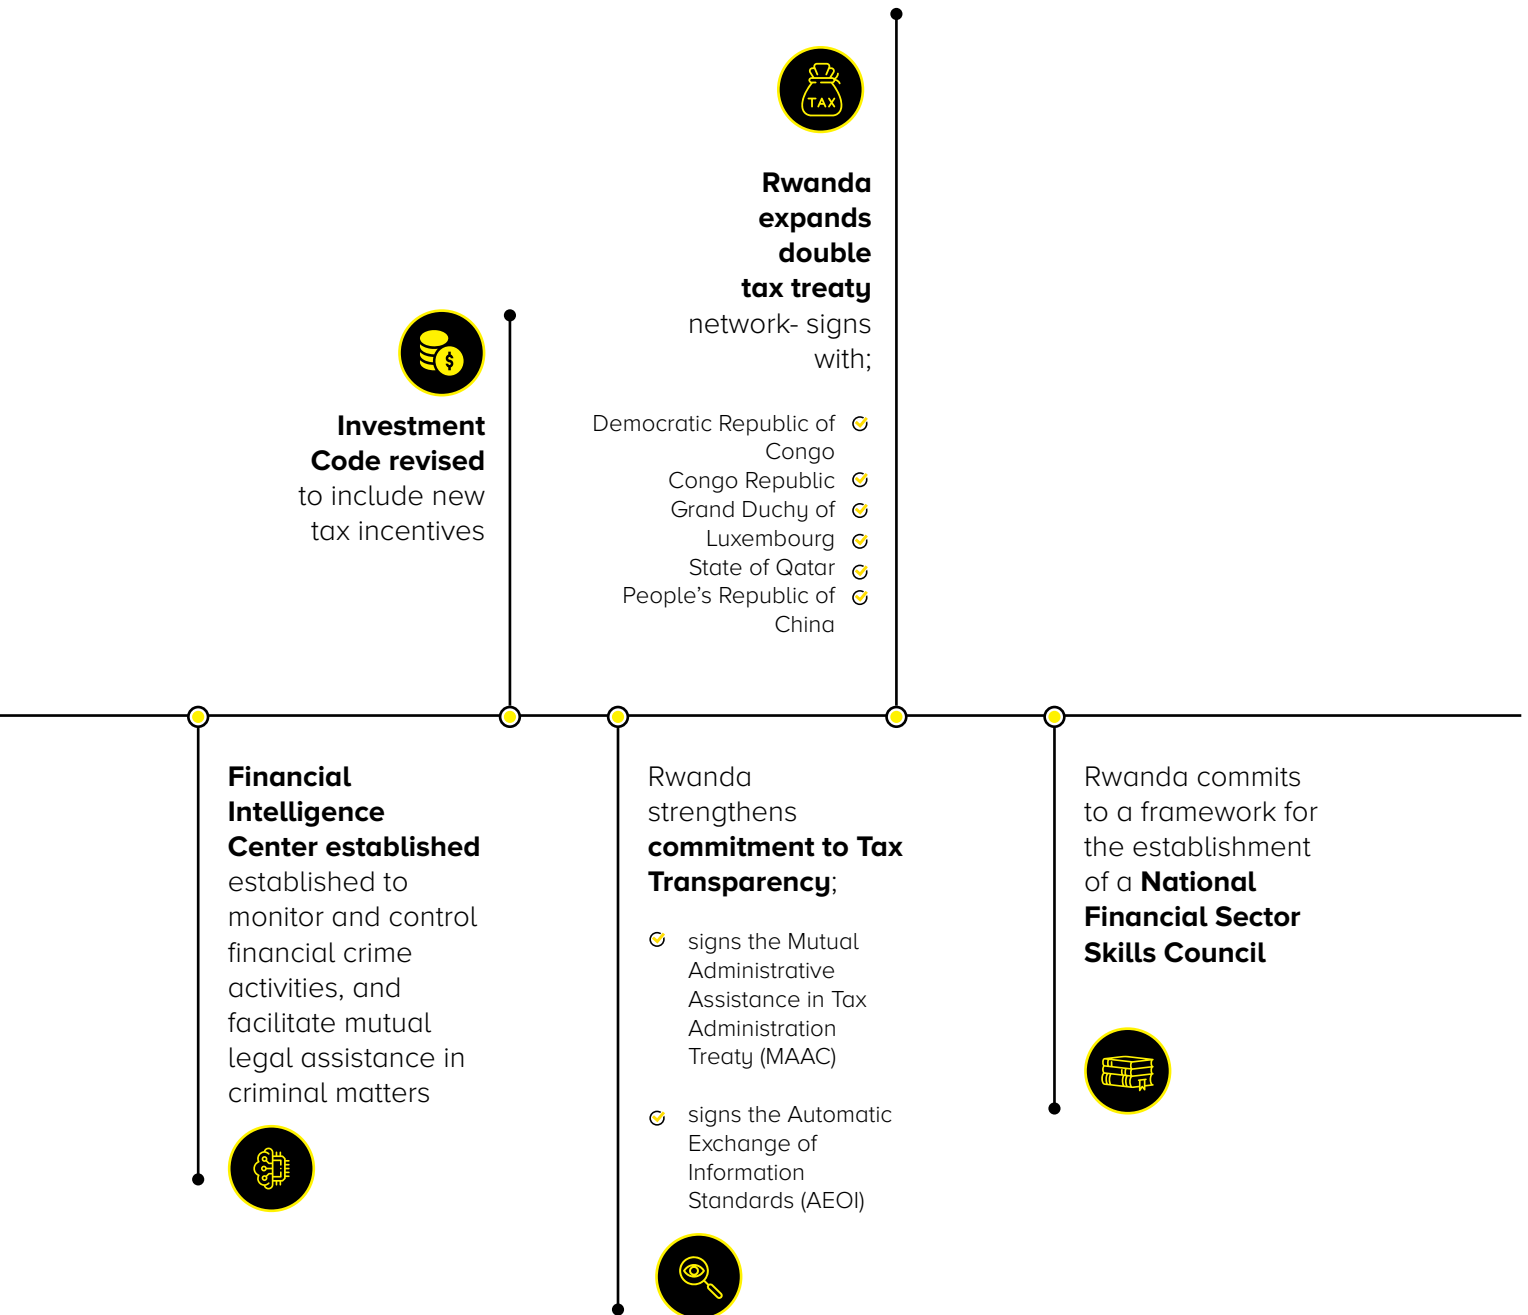 TAX
Rwanda
expands
double
tax treaty
network- signs
with;
Democratic Republic of
Congo
Congo Republic
Grand Duchy of
Luxembourg
State of Qatar
People’s Republic of
China
$
Investment
Code revised
to include new
tax incentives
Financial
Intelligence
Center established
established to
monitor and control
financial crime
activities, and
facilitate mutual
legal assistance in
criminal matters
Rwanda
strengthens
commitment to Tax
Transparency;
signs the Mutual
Administrative
Assistance in Tax
Administration
Treaty (MAAC)
signs the Automatic
Exchange of
Information
Standards (AEOI)
Rwanda commits
to a framework for
the establishment
of a National
Financial Sector
Skills Council